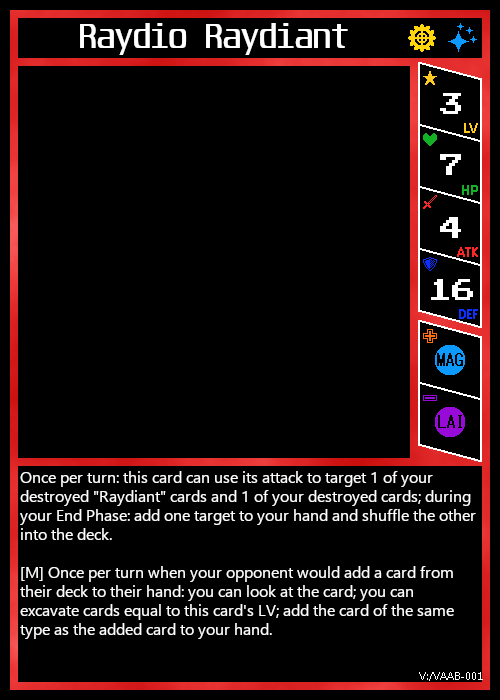 Raydio Raydiant
3
LV
7
HP
4
ATK
16
DEF
MAG
LAI
Once per turn: this card can use its attack to target 1 of your
destroyed "Raydiant" cards and 1 of your destroyed cards; during
your End Phase: add one target to your hand and shuffle the other
into the deck.
[M] Once per turn when your opponent would add a card from
their deck to their hand: you can look at the card; you can
excavate cards equal to this card's LV; add the card of the same
type as the added card to your hand.
V:/VAAB-001